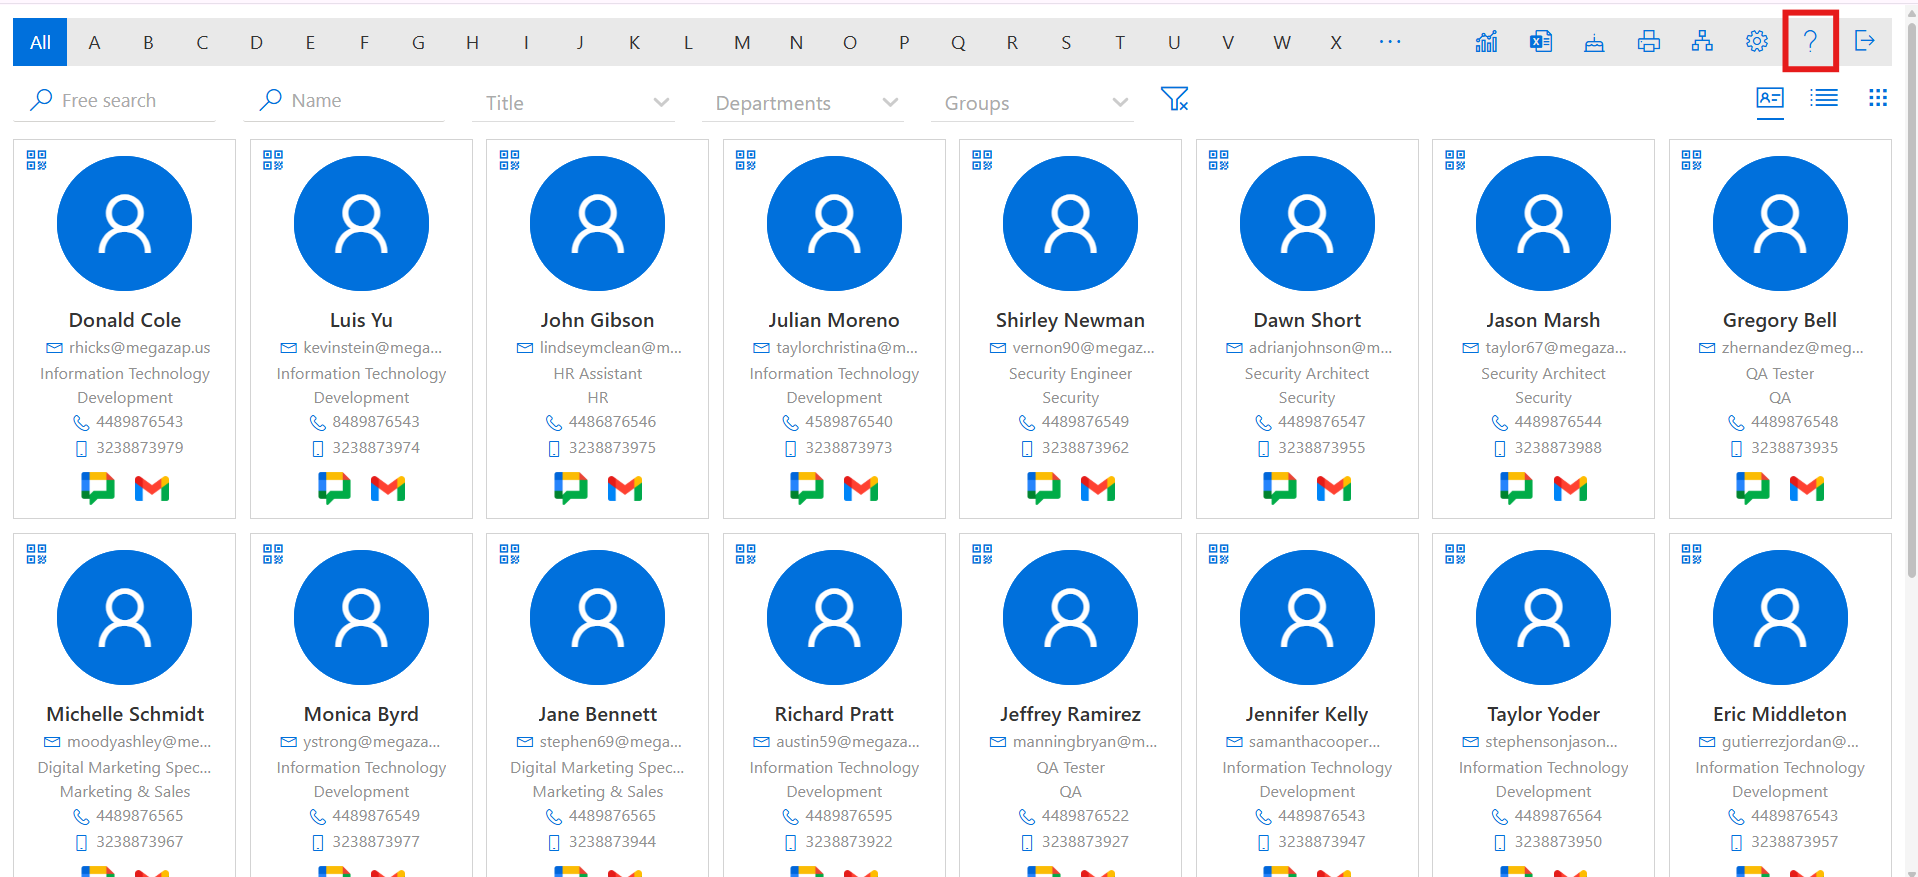 All A B C D E F G H I J K L M N O P Q R S T U V W X ... ?
Free search Name Title Departments Groups
Donald Cole
rhicks@megazap.us
Information Technology
Development
4489876543
3238873979
Luis Yu
kevinstein@mega...
Information Technology
Development
8489876543
3238873974
John Gibson
lindseymclean@m...
HR Assistant
HR
4486876546
3238873975
Julian Moreno
taylorchristina@m...
Information Technology
Development
4589876540
3238873973
Shirley Newman
vernon90@megaz...
Security Engineer
Security
4489876549
3238873962
Dawn Short
adrianjohnson@m...
Security Architect
Security
4489876547
3238873955
Jason Marsh
taylor67@megaza...
Security Architect
Security
4489876544
3238873988
Gregory Bell
zhernandez@meg...
QA Tester
QA
4489876548
3238873935
Michelle Schmidt
moodyashley@me...
Digital Marketing Spec...
Marketing & Sales
4489876565
3238873967
Monica Byrd
ystrong@megaza...
Information Technology
Development
4489876549
3238873977
Jane Bennett
stephen69@mega...
Digital Marketing Spec...
Marketing & Sales
4489876565
3238873944
Richard Pratt
austin59@megaza...
Information Technology
Development
4489876595
3238873922
Jeffrey Ramirez
manningbryan@m...
QA Tester
QA
4489876522
3238873927
Jennifer Kelly
samanthacooper...
Information Technology
Development
4489876543
3238873947
Taylor Yoder
stephensonjason...
Information Technology
Development
4489876564
3238873950
Eric Middleton
gutierrezjordan@...
Information Technology
Development
4489876543
3238873957